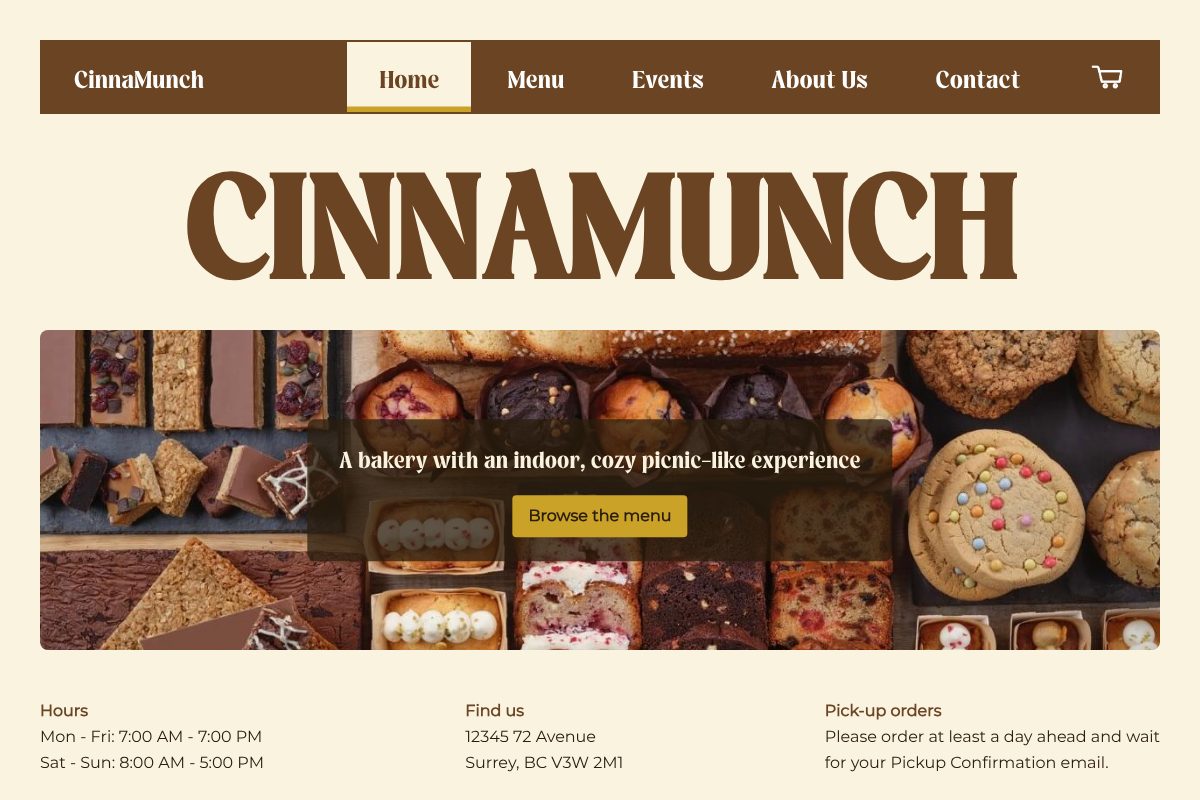 CinnaMunch
Home
Menu
Events
About Us
Contact
CINNAMUNCH
A bakery with an indoor, cozy picnic-like experience
Browse the menu
Hours
Mon - Fri: 7:00 AM - 7:00 PM
Sat - Sun: 8:00 AM - 5:00 PM
Find us
12345 72 Avenue
Surrey, BC V3W 2M1
Pick-up orders
Please order at least a day ahead and wait
for your Pickup Confirmation email.